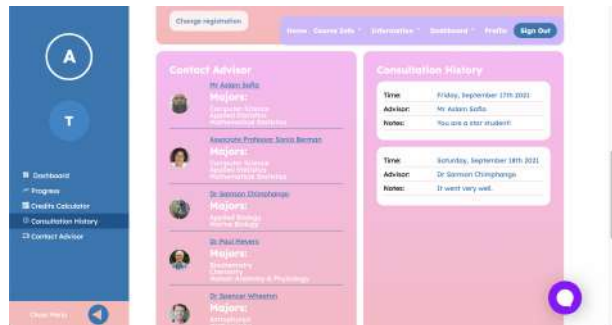 A
T
Dashboard
Progress
Credits Calculator
Consultation History
Contact Advisor
Close Menu
Change registration
Home Course Info Information Dashboard Profile Sign Out
Contact Advisor
Mr Aslam Safla
Majors:
Computer Science
Applied Statistics
Mathematical Statistics
Associate Professor Sonia Berman
Majors:
Computer Science
Applied Statistics
Mathematical Statistics
Dr Samson Chimphango
Majors:
Applied Biology
Marine Biology
Dr Paul Meyers
Majors:
Biochemistry
Chemistry
Human Anatomy & Physiology
Dr Spencer Wheaton
Majors:
Consultation History
Time: Friday, September 17th 2021
Advisor: Mr Aslam Safla
Notes: You are a star student!
Time: Saturday, September 18th 2021
Advisor: Dr Samson Chimphango
Notes: It went very well.